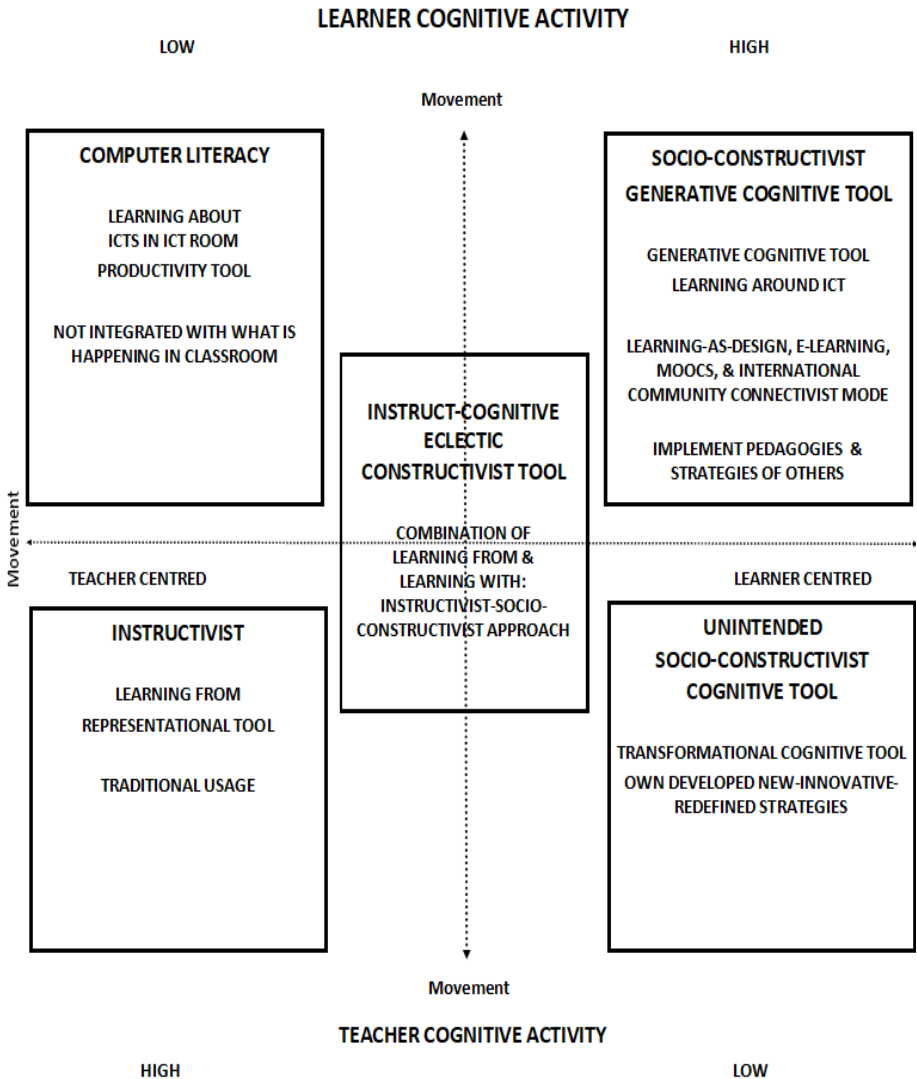 LEARNER COGNITIVE ACTIVITY
LOW
HIGH
Movement
COMPUTER LITERACY
LEARNING ABOUT
ICTS IN ICT ROOM
PRODUCTIVITY TOOL
NOT INTEGRATED WITH WHAT IS
HAPPENING IN CLASSROOM
SOCIO-CONSTRUCTIVIST
GENERATIVE COGNITIVE TOOL
GENERATIVE COGNITIVE TOOL
LEARNING AROUND ICT
LEARNING-AS-DESIGN, E-LEARNING,
MOOCS, & INTERNATIONAL
COMMUNITY CONNECTIVIST MODE
IMPLEMENT PEDAGOGIES &
STRATEGIES OF OTHERS
INSTRUCT-COGNITIVE
ECLECTIC
CONSTRUCTIVIST TOOL
COMBINATION OF
LEARNING FROM &
LEARNING WITH:
INSTRUCTIVIST-SOCIO-
CONSTRUCTIVIST APPROACH
Movement
TEACHER CENTRED
LEARNER CENTRED
INSTRUCTIVIST
LEARNING FROM
REPRESENTATIONAL TOOL
TRADITIONAL USAGE
UNINTENDED
SOCIO-CONSTRUCTIVIST
COGNITIVE TOOL
TRANSFORMATIONAL COGNITIVE TOOL
OWN DEVELOPED NEW-INNOVATIVE-
REDEFINED STRATEGIES
Movement
TEACHER COGNITIVE ACTIVITY
HIGH
LOW